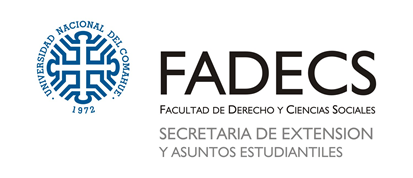 · UNIVERSIDAD NACIONAL DEL COMAHUE ·
1972
FADECS
FACULTAD DE DERECHO Y CIENCIAS SOCIALES
SECRETARIA DE EXTENSION
Y ASUNTOS ESTUDIANTILES